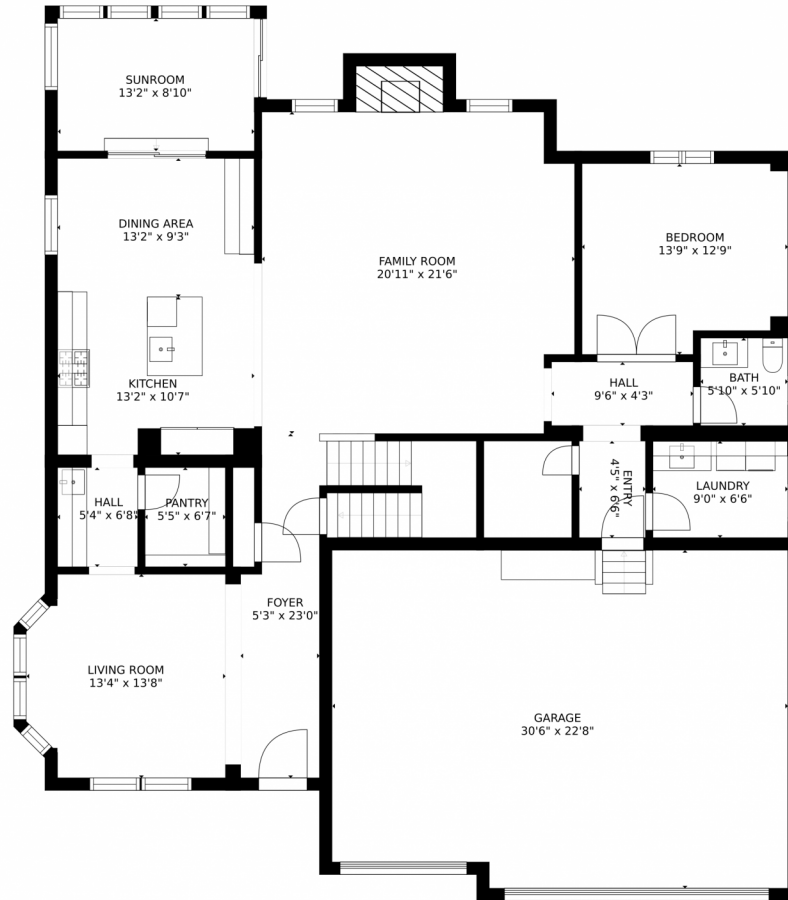 SUNROOM
13'2" x 8'10"
DINING AREA
13'2" x 9'3"
FAMILY ROOM
20'11" x 21'6"
BEDROOM
13'9" x 12'9"
KITCHEN
13'2" x 10'7"
HALL
9'6" x 4'3"
BATH
5'10" x 5'10"
HALL
5'4" x 6'8"
PANTRY
5'5" x 6'7"
ENTRY
4'5" x 6'6"
LAUNDRY
9'0" x 6'6"
FOYER
5'3" x 23'0"
LIVING ROOM
13'4" x 13'8"
GARAGE
30'6" x 22'8"